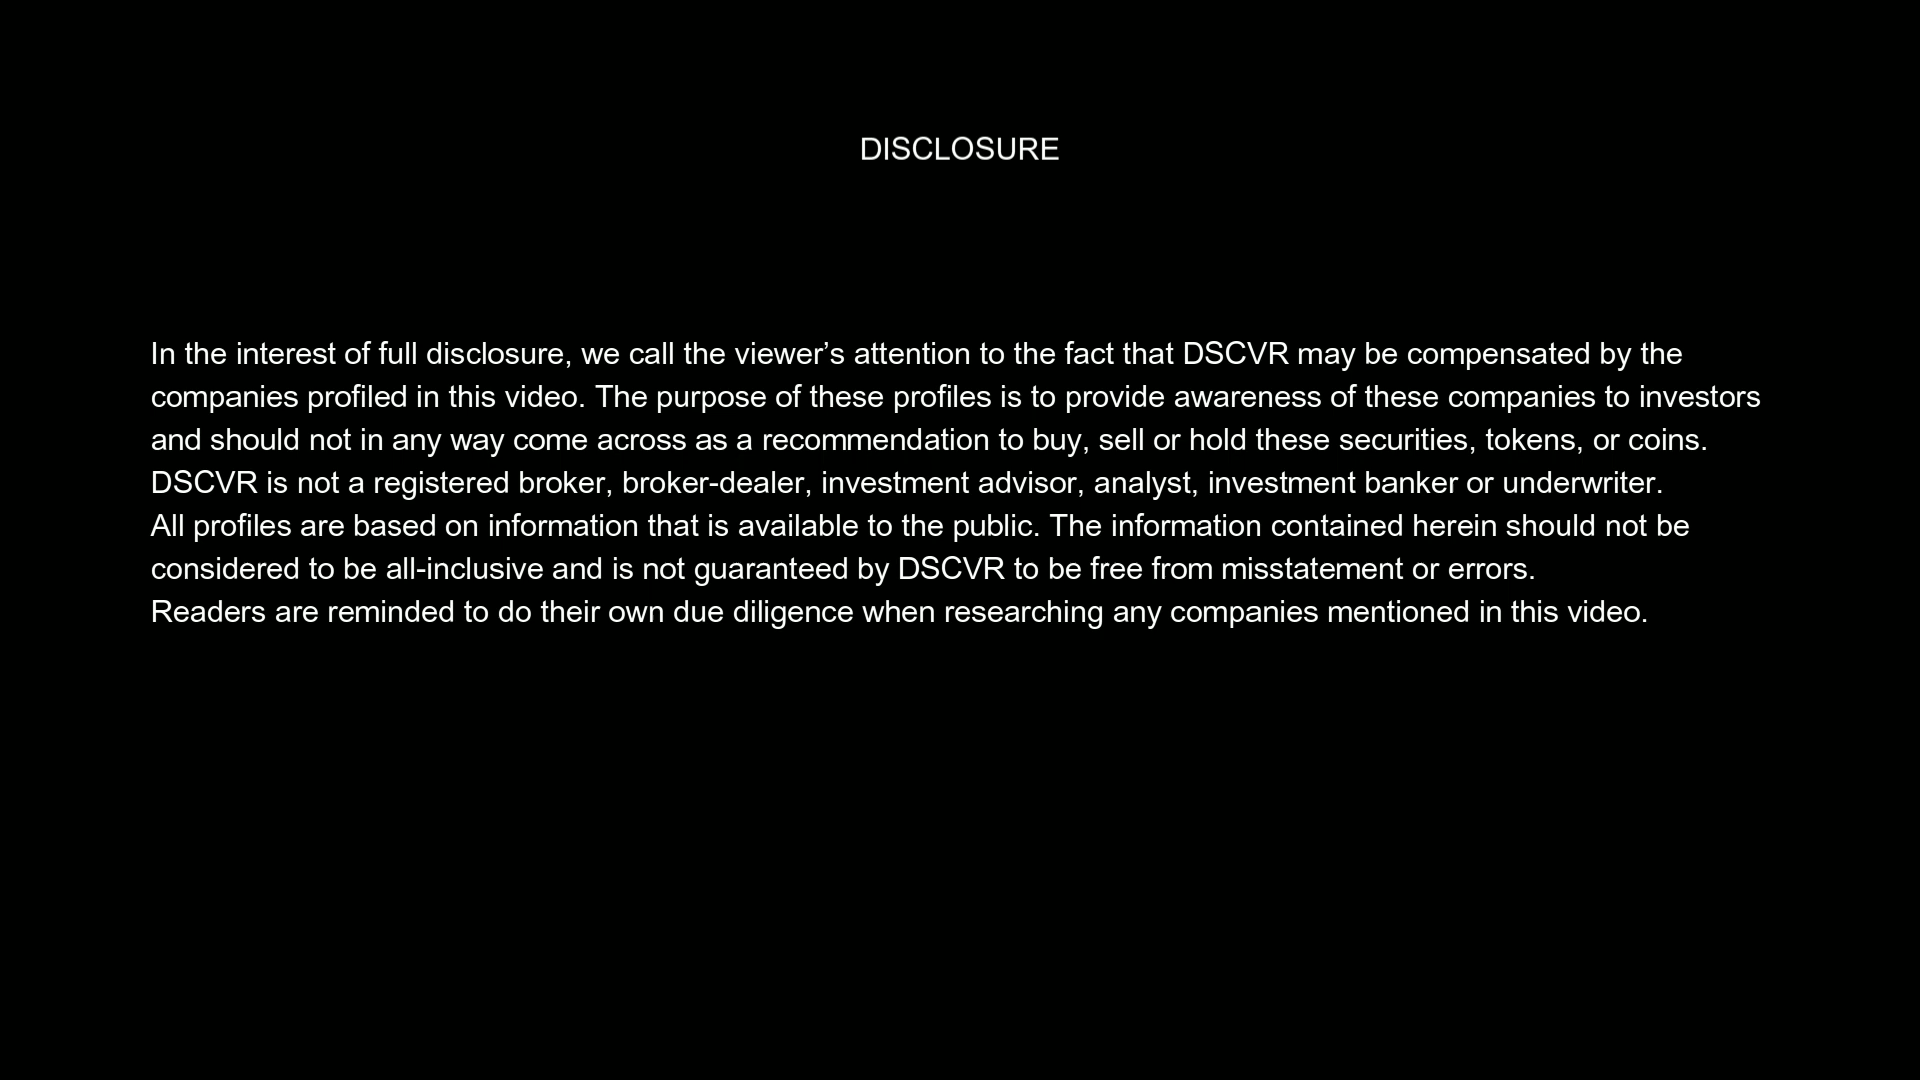 DISCLOSURE
In the interest of full disclosure, we call the viewer’s attention to the fact that DSCVR may be compensated by the
companies profiled in this video. The purpose of these profiles is to provide awareness of these companies to investors
and should not in any way come across as a recommendation to buy, sell or hold these securities, tokens, or coins.
DSCVR is not a registered broker, broker-dealer, investment advisor, analyst, investment banker or underwriter.
All profiles are based on information that is available to the public. The information contained herein should not be
considered to be all-inclusive and is not guaranteed by DSCVR to be free from misstatement or errors.
Readers are reminded to do their own due diligence when researching any companies mentioned in this video.